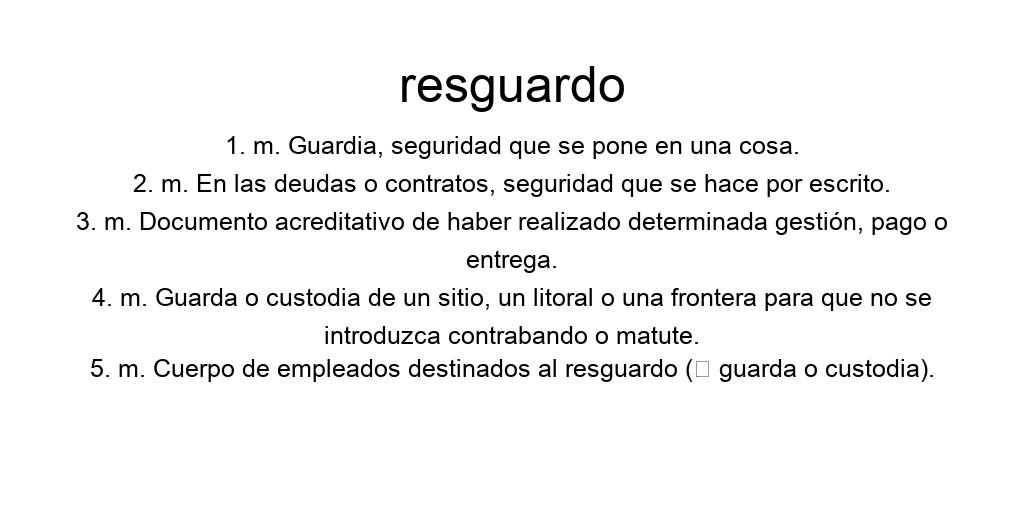 resguardo
1. m. Guardia, seguridad que se pone en una cosa.
2. m. En las deudas o contratos, seguridad que se hace por escrito.
3. m. Documento acreditativo de haber realizado determinada gestión, pago o
entrega.
4. m. Guarda o custodia de un sitio, un litoral o una frontera para que no se
introduzca contrabando o matute.
5. m. Cuerpo de empleados destinados al resguardo (□ guarda o custodia).